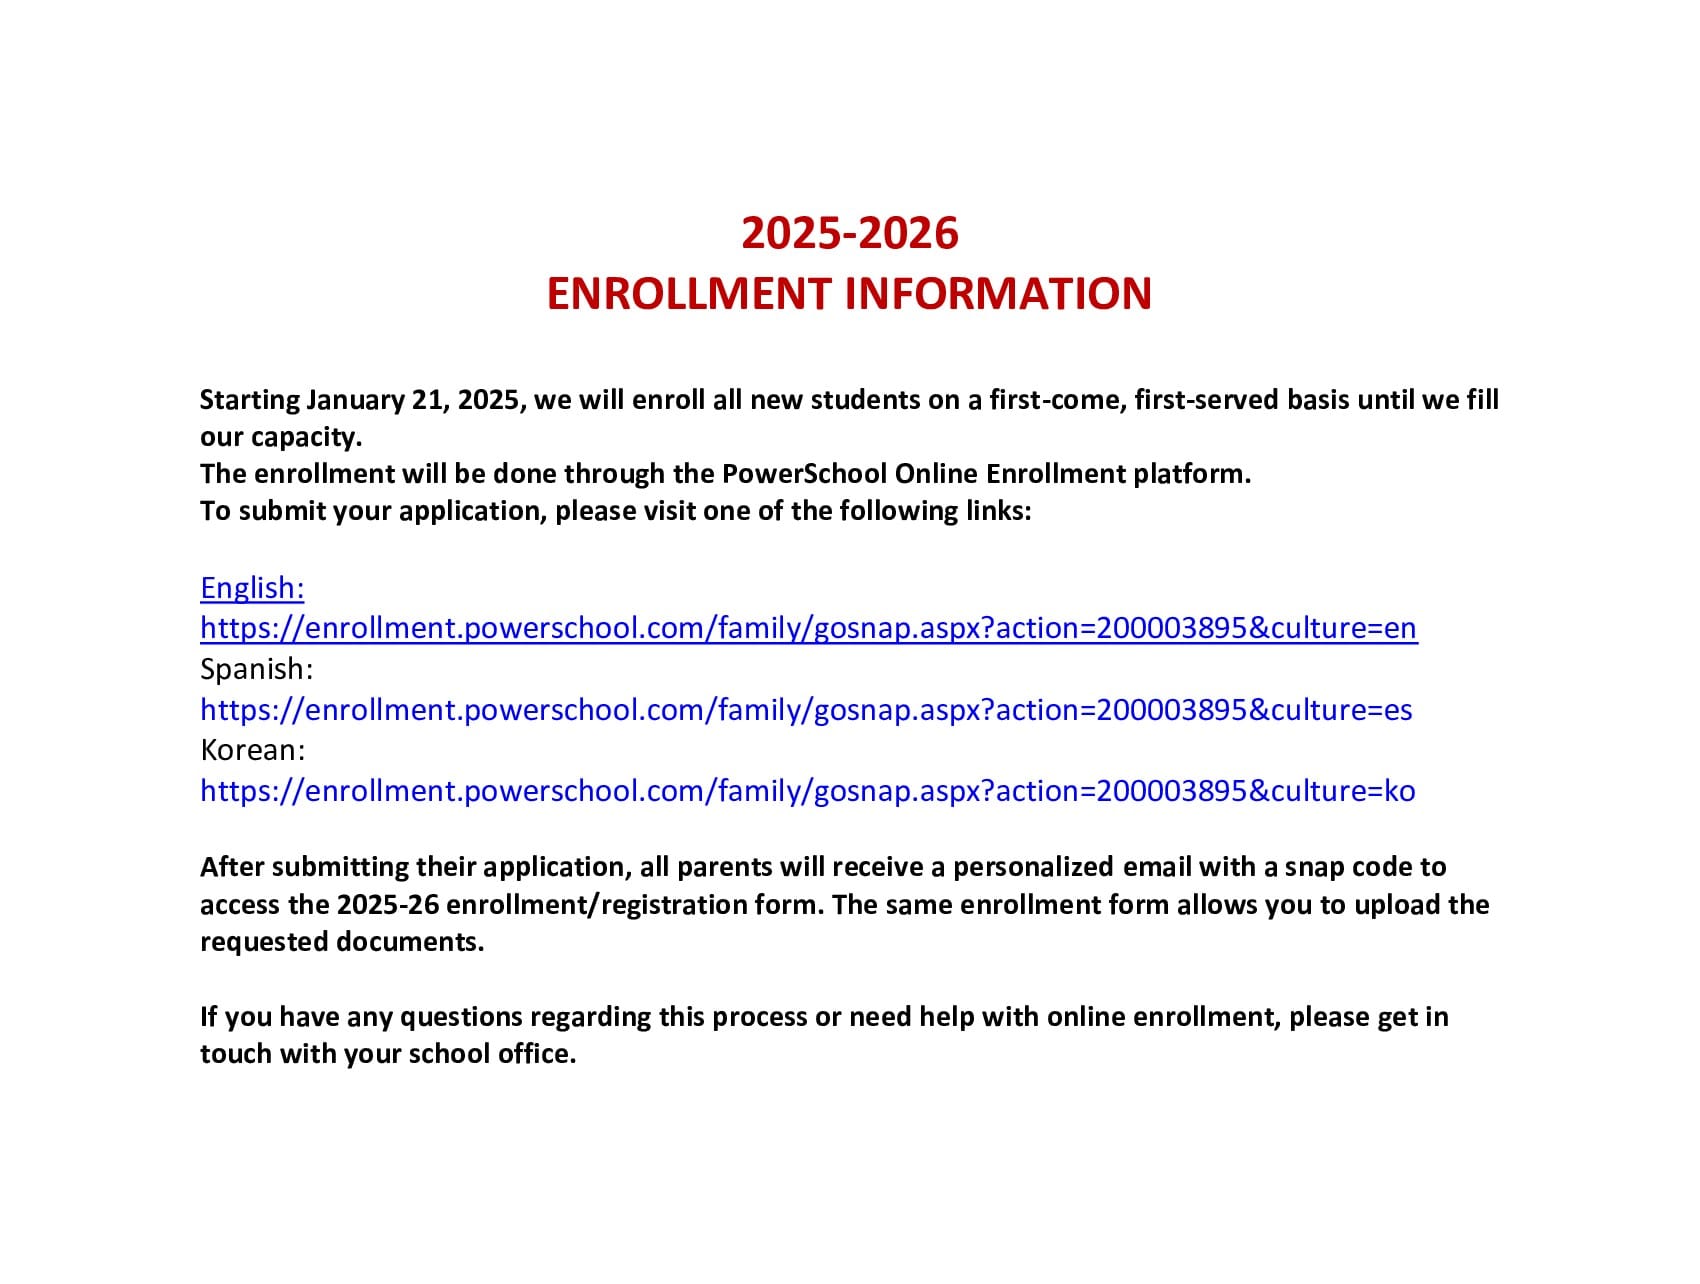 2025-2026
ENROLLMENT INFORMATION
Starting January 21, 2025, we will enroll all new students on a first-come, first-served basis until we fill
our capacity.
The enrollment will be done through the PowerSchool Online Enrollment platform.
To submit your application, please visit one of the following links:
English:
https://enrollment.powerschool.com/family/gosnap.aspx?action=200003895&culture=en
Spanish:
https://enrollment.powerschool.com/family/gosnap.aspx?action=200003895&culture=es
Korean:
https://enrollment.powerschool.com/family/gosnap.aspx?action=200003895&culture=ko
After submitting their application, all parents will receive a personalized email with a snap code to
access the 2025-26 enrollment/registration form. The same enrollment form allows you to upload the
requested documents.
If you have any questions regarding this process or need help with online enrollment, please get in
touch with your school office.